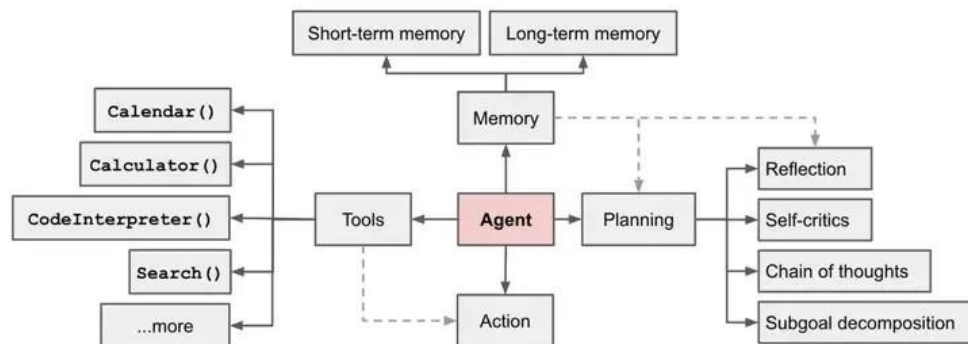 Short-term memory
Long-term memory
Calendar()
Memory
Calculator()
Reflection
CodeInterpreter()
Tools
Agent
Planning
Self-critics
Search()
Chain of thoughts
...more
Action
Subgoal decomposition